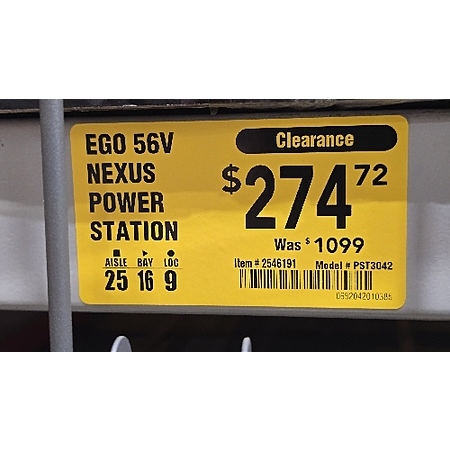 EGO 56V
NEXUS
POWER
STATION
AISLE BAY LOC
25 16 9
Clearance
$274.72
Was $1099
Item # 2546191 Model # PST3042
0652042010385